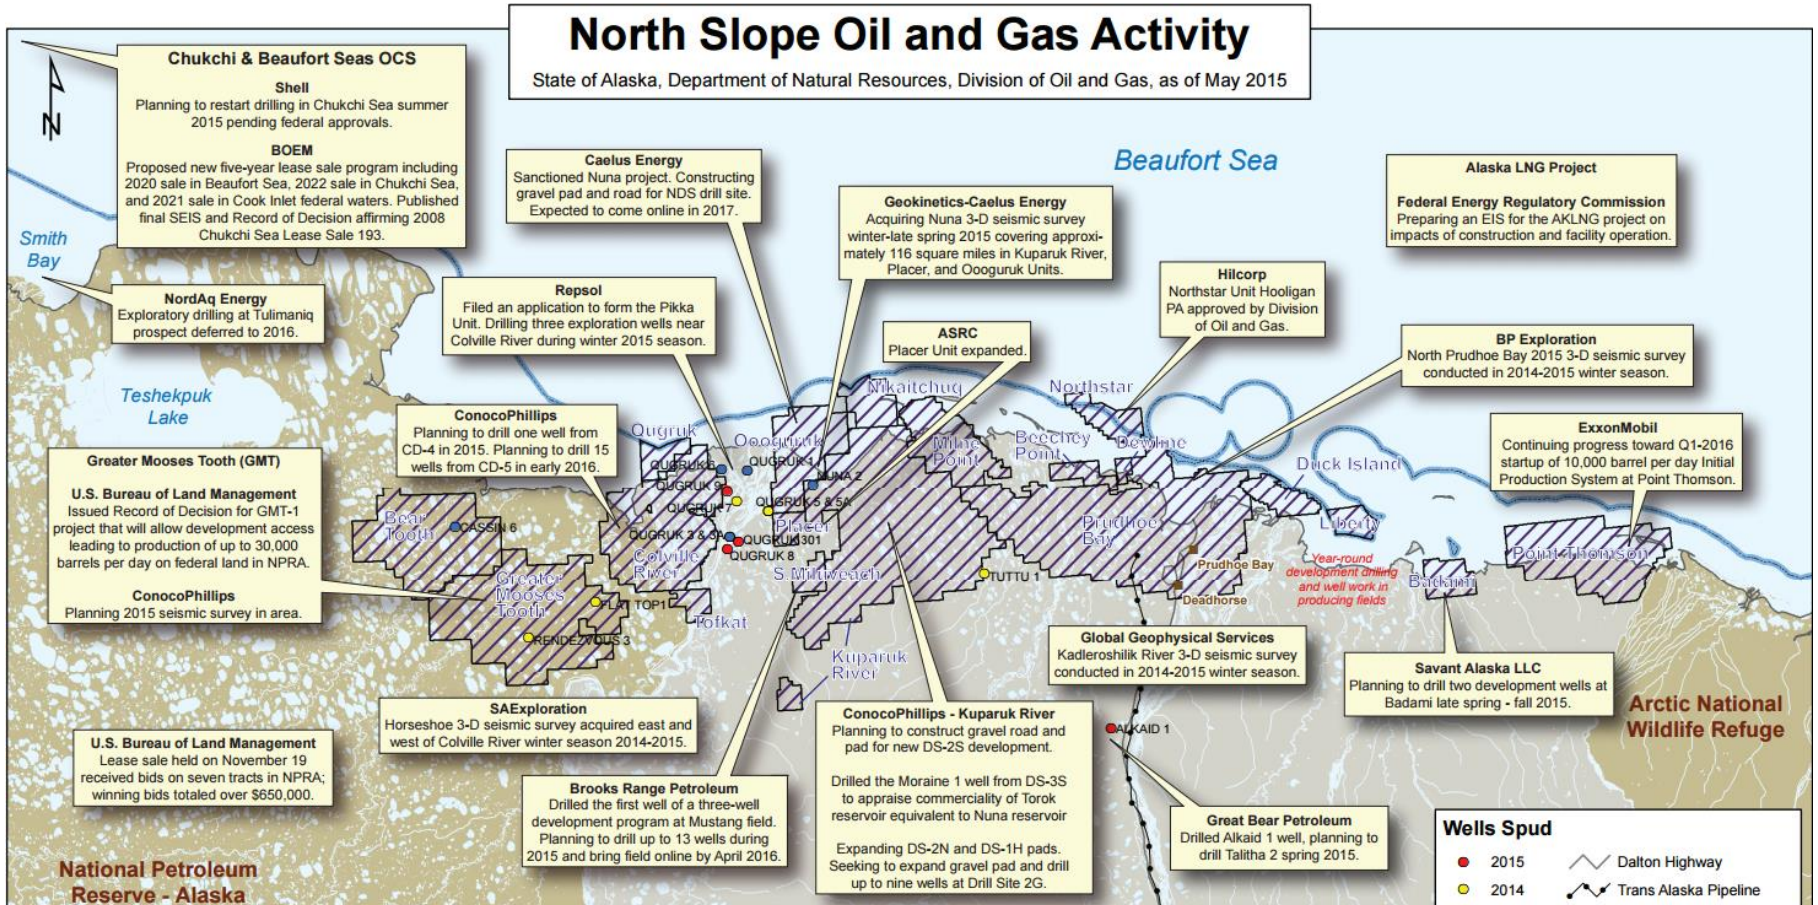 North Slope Oil and Gas Activity
State of Alaska, Department of Natural Resources, Division of Oil and Gas, as of May 2015
N
Chukchi & Beaufort Seas OCS
Shell
Planning to restart drilling in Chukchi Sea summer
2015 pending federal approvals.
BOEM
Proposed new five-year lease sale program including
2020 sale in Beaufort Sea, 2022 sale in Chukchi Sea,
and 2021 sale in Cook Inlet federal waters. Published
final SEIS and Record of Decision affirming 2008
Chukchi Sea Lease Sale 193.
Caelus Energy
Sanctioned Nuna project. Constructing
gravel pad and road for NDS drill site.
Expected to come online in 2017.
Geokinetics-Caelus Energy
Acquiring Nuna 3-D seismic survey
winter-late spring 2015 covering approxi-
mately 116 square miles in Kuparuk River,
Placer, and Oooguruk Units.
Beaufort Sea
Alaska LNG Project
Federal Energy Regulatory Commission
Preparing an EIS for the AKLNG project on
impacts of construction and facility operation.
Smith
Bay
NordAq Energy
Exploratory drilling at Tulimaniq
prospect deferred to 2016.
Repsol
Filed an application to form the Pikka
Unit. Drilling three exploration wells near
Colville River during winter 2015 season.
ASRC
Placer Unit expanded.
Hilcorp
Northstar Unit Hooligan
PA approved by Division
of Oil and Gas.
BP Exploration
North Prudhoe Bay 2015 3-D seismic survey
conducted in 2014-2015 winter season.
Teshekpuk
Lake
ConocoPhillips
Planning to drill one well from
CD-4 in 2015. Planning to drill 15
wells from CD-5 in early 2016.
ExxonMobil
Continuing progress toward Q1-2016
startup of 10,000 barrel per day Initial
Production System at Point Thomson.
Greater Mooses Tooth (GMT)
U.S. Bureau of Land Management
Issued Record of Decision for GMT-1
project that will allow development access
leading to production of up to 30,000
barrels per day on federal land in NPRA.
ConocoPhillips
Planning 2015 seismic survey in area.
Nikaitchuq
Northstar
Qugruk
Oooguruk
Milne
Point
Beechey
Point
Dewline
Duck Island
Liberty
QUGRUK 6
QUGRUK 1
NUNA 2
QUGRUK 9
QUGRUK 7
QUGRUK 5 & 5A
Bear
Tooth
CASSIN 6
QUGRUK 3 & 3A
QUGRUK 301
QUGRUK 8
Placer
Prudhoe
Bay
Colville
River
S.Miluveach
Greater
Mooses
Tooth
FLAT TOP1
RENDEZVOUS 3
Tofkat
TUTTU 1
Prudhoe Bay
Deadhorse
Year-round
development drilling
and well work in
producing fields
Badami
Point Thomson
Kuparuk
River
Global Geophysical Services
Kadleroshilik River 3-D seismic survey
conducted in 2014-2015 winter season.
Savant Alaska LLC
Planning to drill two development wells at
Badami late spring - fall 2015.
Arctic National
Wildlife Refuge
SAExploration
Horseshoe 3-D seismic survey acquired east and
west of Colville River winter season 2014-2015.
ConocoPhillips - Kuparuk River
Planning to construct gravel road and
pad for new DS-2S development.
Drilled the Moraine 1 well from DS-3S
to appraise commerciality of Torok
reservoir equivalent to Nuna reservoir
Expanding DS-2N and DS-1H pads.
Seeking to expand gravel pad and drill
up to nine wells at Drill Site 2G.
ALKAID 1
U.S. Bureau of Land Management
Lease sale held on November 19
received bids on seven tracts in NPRA;
winning bids totaled over $650,000.
Brooks Range Petroleum
Drilled the first well of a three-well
development program at Mustang field.
Planning to drill up to 13 wells during
2015 and bring field online by April 2016.
Great Bear Petroleum
Drilled Alkaid 1 well, planning to
drill Talitha 2 spring 2015.
National Petroleum
Reserve - Alaska
Wells Spud
2015
Dalton Highway
2014
Trans Alaska Pipeline